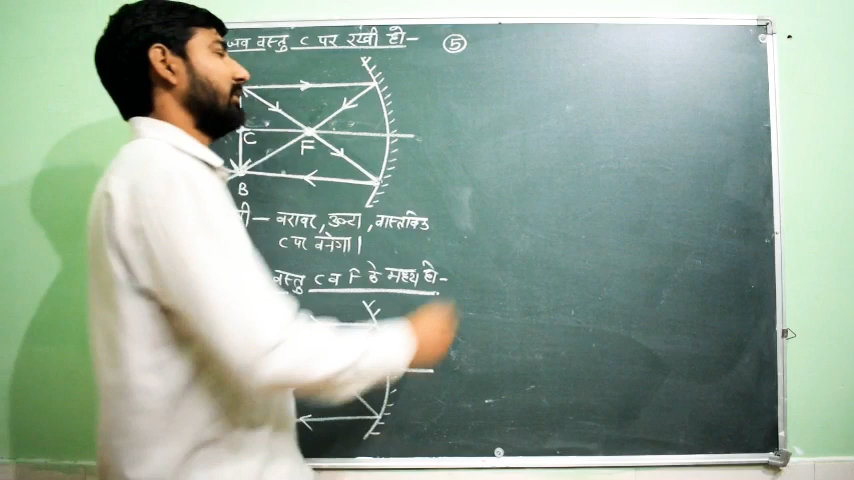 जब वस्तु C पर रखी हो-
⑤
C
F
B
बराबर, उल्टा, वास्तविक
C पर बनेगा।
वस्तु C व F के मध्य हो-